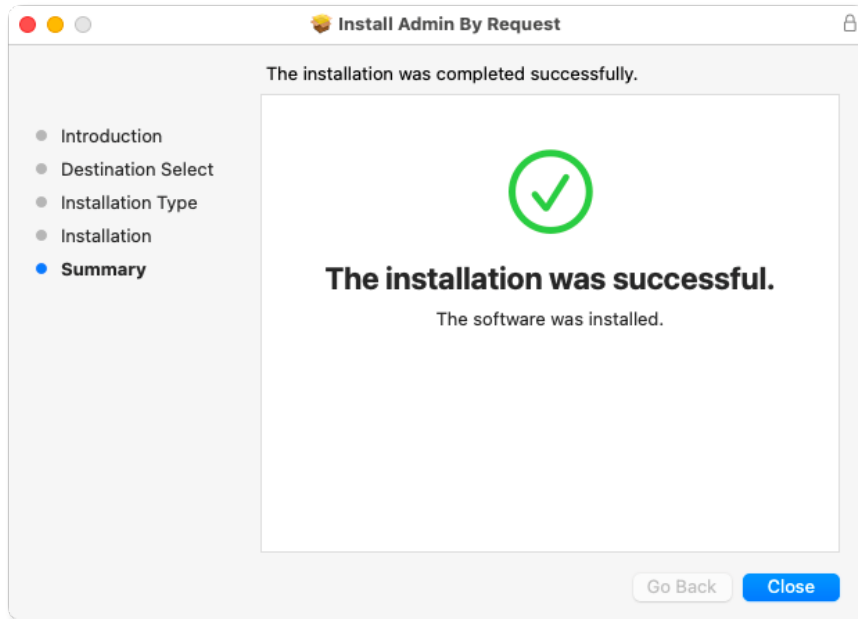 Install Admin By Request
The installation was completed successfully.
Introduction
Destination Select
Installation Type
Installation
Summary
The installation was successful.
The software was installed.
Go Back
Close